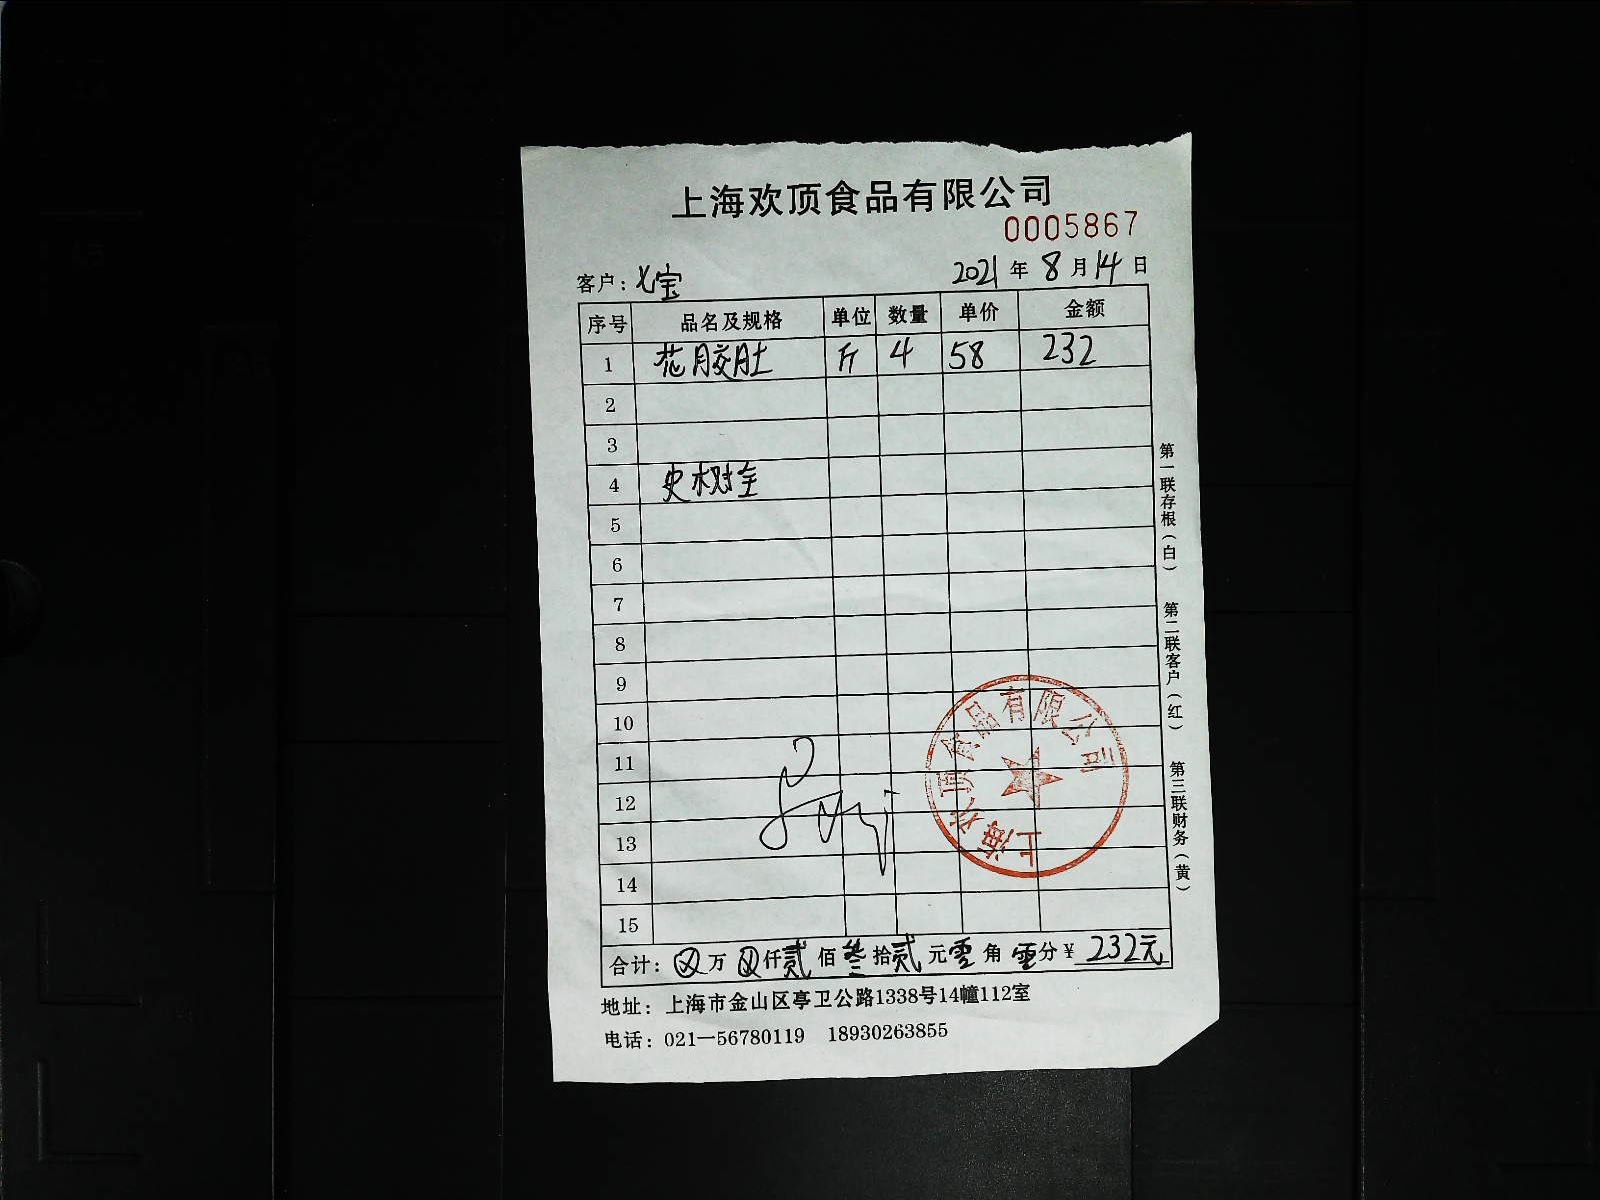 上海欢顶食品有限公司
0005867
客户：七宝 2021年8月14日
序号 品名及规格 单位 数量 单价 金额
1 花胶肚 斤 4 58 232
2
3
4 史树全
5
6
7
8
9
10
11
12
13
14
15
合计：⊗万⊗仟贰佰叁拾贰元零角零分¥232元
地址：上海市金山区亭卫公路1338号14幢112室
电话：021—56780119 18930263855
第一联存根（白） 第二联客户（红） 第三联财务（黄）
上海欢顶食品有限公司